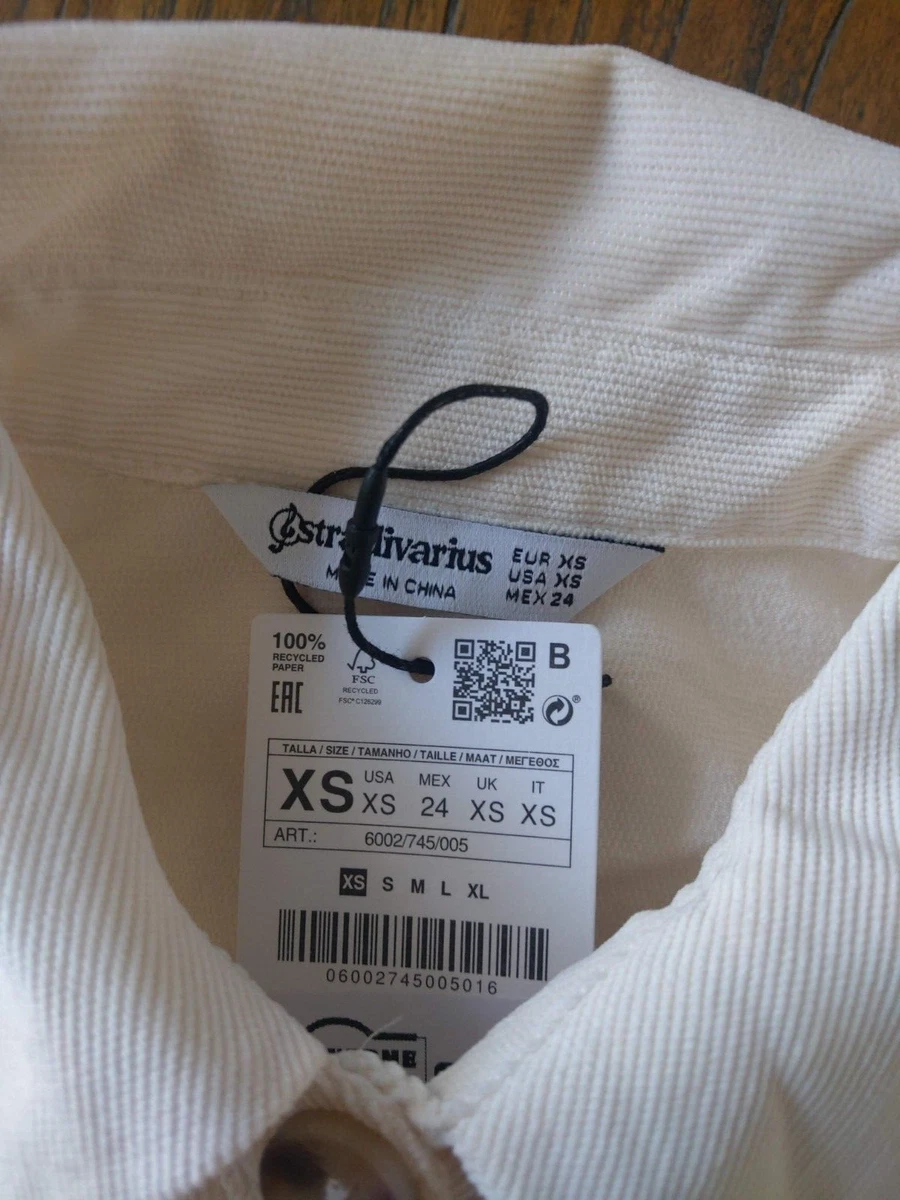 stradivarius
MADE IN CHINA
EUR XS
USA XS
MEX 24
100%
RECYCLED
PAPER
EAC
FSC
RECYCLED
FSC® C126299
B
®
TALLA / SIZE / TAMANHO / TAILLE / MAAT / ΜΕΓΕΘΟΣ
XS
USA
XS
MEX
24
UK
XS
IT
XS
ART.: 6002/745/005
XS S M L XL
06002745005016